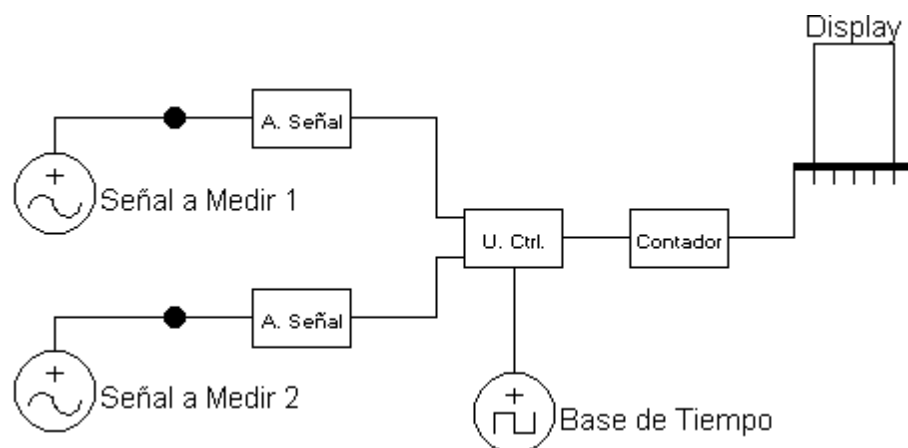 Display
A. Señal
Señal a Medir 1
U. Ctrl.
Contador
A. Señal
Señal a Medir 2
Base de Tiempo